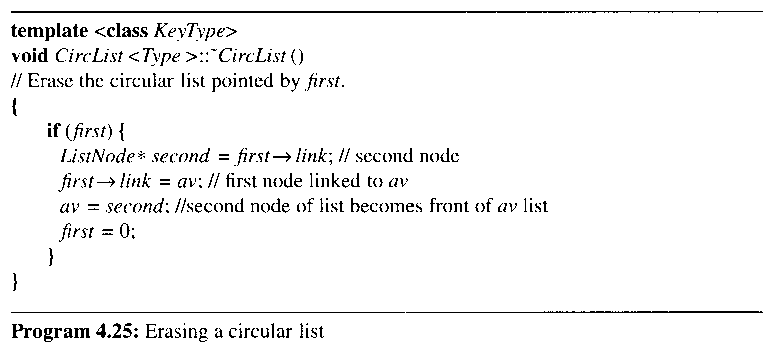 template <class KeyType>
void CircList <Type >::~CircList ()
// Erase the circular list pointed by first.
{
if (first) {
ListNode* second = first→link; // second node
first→link = av; // first node linked to av
av = second; //second node of list becomes front of av list
first = 0;
}
}
Program 4.25: Erasing a circular list